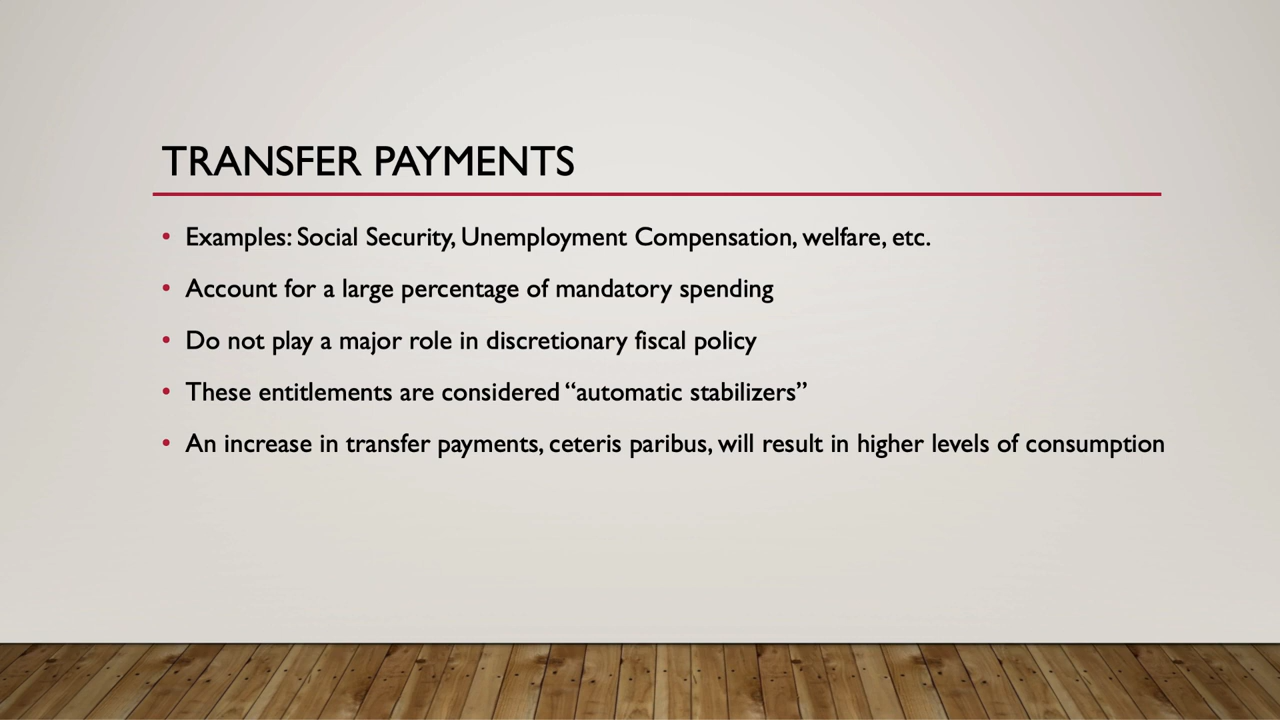 TRANSFER PAYMENTS
• Examples: Social Security, Unemployment Compensation, welfare, etc.
• Account for a large percentage of mandatory spending
• Do not play a major role in discretionary fiscal policy
• These entitlements are considered “automatic stabilizers”
• An increase in transfer payments, ceteris paribus, will result in higher levels of consumption